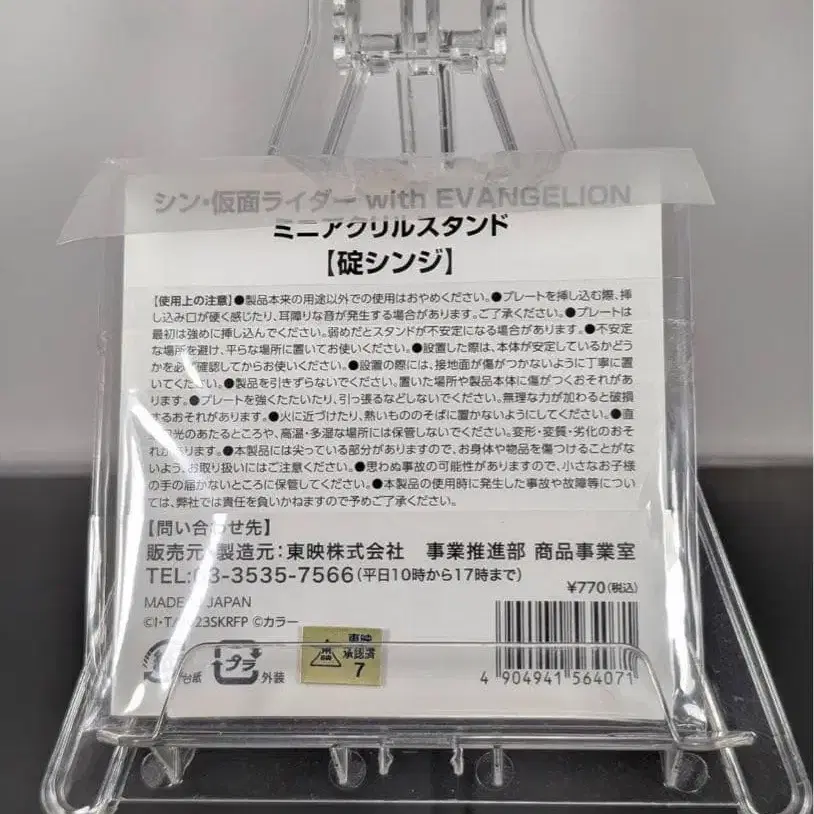 シン・仮面ライダー with EVANGELION
ミニアクリルスタンド
【碇シンジ】
【使用上の注意】●製品本来の用途以外での使用はおやめください。●プレートを挿し込む際、挿
し込み口が硬く感じたり、耳障りな音が発生する場合があります。ご了承ください。●プレートは
最初は強めに挿し込んでください。弱めだとスタンドが不安定になる場合があります。●不安定
な場所を避け、平らな場所に置いてお使いください。●設置した際は、本体が安定しているかどう
かを必ず確認してからお使いください。●設置の際には、接地面が傷がつかないように丁寧に置
いてください。●製品を引きずらないでください。置いた場所や製品本体に傷がつくおそれがあ
ります。●プレートを強くたたいたり、引っ張るなどしないでください。無理な力が加わると破損
するおそれがあります。●火に近づけたり、熱いもののそばに置かないようにしてください。●直
射日光のあたるところや、高温・多湿な場所には保管しないでください。変形・変質・劣化のおそ
れがあります。●本製品には尖っている部分がありますので、お身体や物品を傷つけることがな
いよう、お取り扱いにはご注意ください。●思わぬ事故の可能性がありますので、小さなお子様
の手の届かないところに保管してください。●本製品の使用時に発生した事故や故障等につい
ては、弊社では責任を負いかねますので予めご了承ください。
【問い合わせ先】
販売元・製造元：東映株式会社 事業推進部 商品事業室
TEL:03-3535-7566（平日10時から17時まで）
¥770（税込）
MADE IN JAPAN
©カラー
台紙
プラ
外装
東映
承認済
7
4 904941 564071